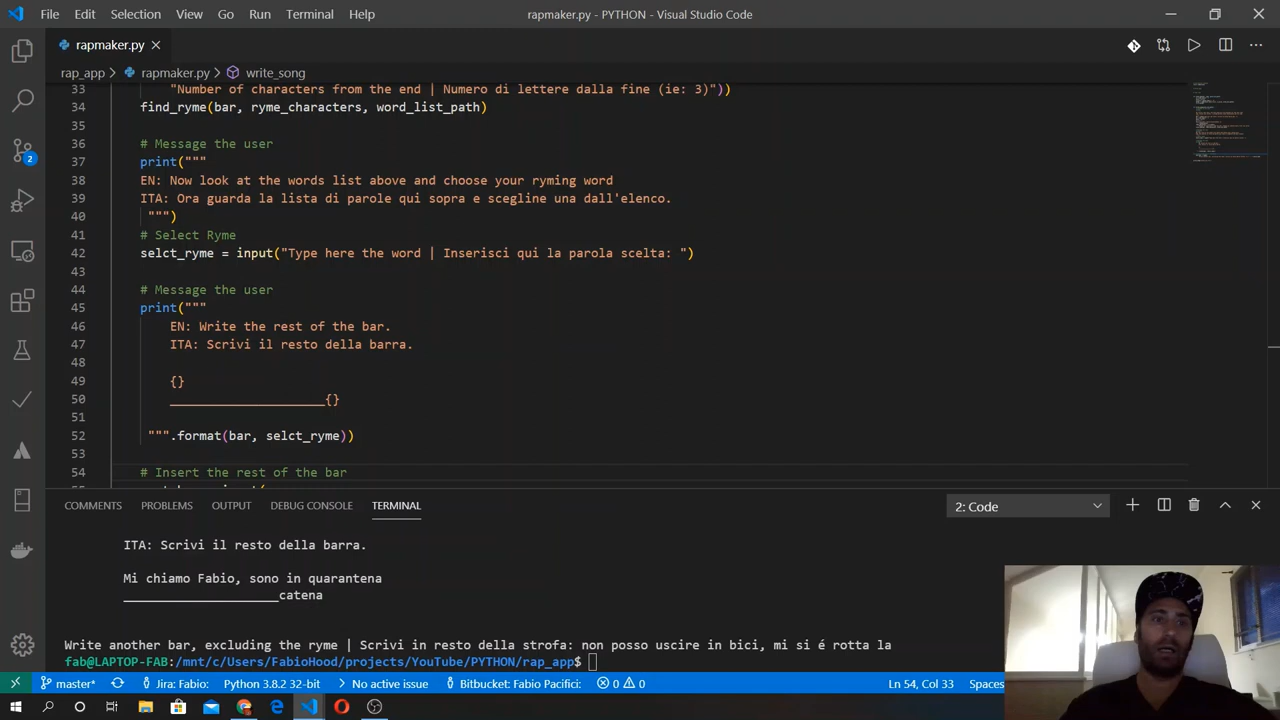 File Edit Selection View Go Run Terminal Help rapmaker.py - PYTHON - Visual Studio Code
rapmaker.py
rap_app > rapmaker.py > write_song
33 "Number of characters from the end | Numero di lettere dalla fine (ie: 3)"))
34 find_ryme(bar, ryme_characters, word_list_path)
35
36 # Message the user
37 print("""
38 EN: Now look at the words list above and choose your ryming word
39 ITA: Ora guarda la lista di parole qui sopra e scegline una dall'elenco.
40 """)
41 # Select Ryme
42 selct_ryme = input("Type here the word | Inserisci qui la parola scelta: ")
43
44 # Message the user
45 print("""
46 EN: Write the rest of the bar.
47 ITA: Scrivi il resto della barra.
48
49 {}
50 _____________________{}
51
52 """.format(bar, selct_ryme))
53
54 # Insert the rest of the bar
2
COMMENTS PROBLEMS OUTPUT DEBUG CONSOLE TERMINAL 2: Code
ITA: Scrivi il resto della barra.
Mi chiamo Fabio, sono in quarantena
_____________________catena
Write another bar, excluding the ryme | Scrivi in resto della strofa: non posso uscire in bici, mi si é rotta la
fab@LAPTOP-FAB:/mnt/c/Users/FabioHood/projects/YouTube/PYTHON/rap_app$
master* Jira: Fabio: Python 3.8.2 32-bit No active issue Bitbucket: Fabio Pacifici: 0 0 Ln 54, Col 33 Spaces